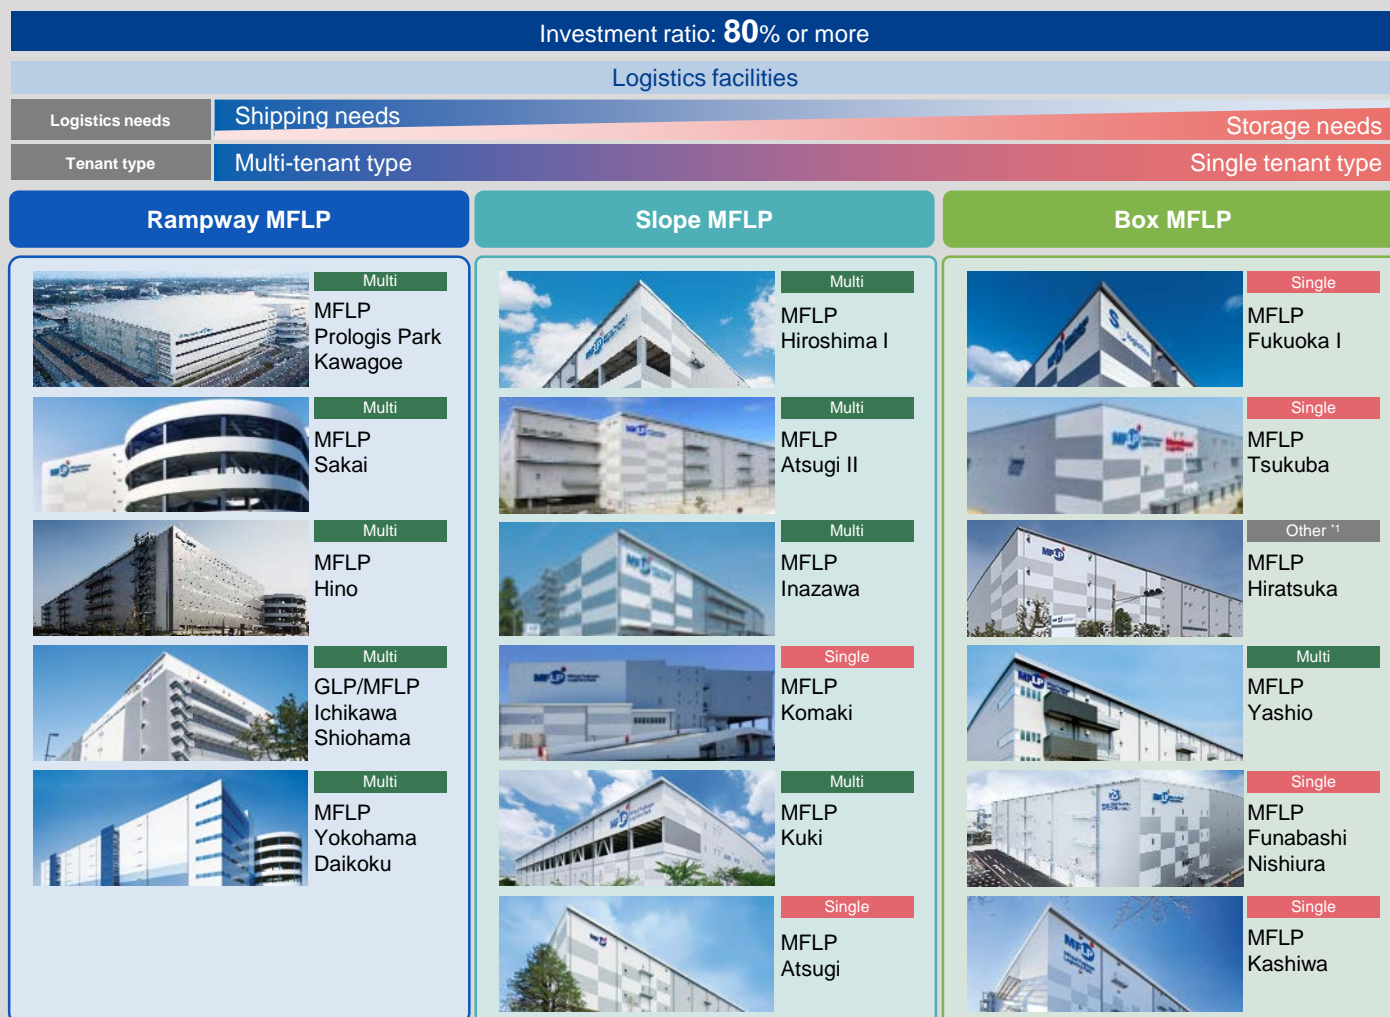 Investment ratio: 80% or more
Logistics facilities
Logistics needs
Shipping needs
Storage needs
Tenant type
Multi-tenant type
Single tenant type
Rampway MFLP
Multi
MFLP
Prologis Park
Kawagoe
Multi
MFLP
Sakai
Multi
MFLP
Hino
Multi
GLP/MFLP
Ichikawa
Shiohama
Multi
MFLP
Yokohama
Daikoku
Slope MFLP
Multi
MFLP
Hiroshima I
Multi
MFLP
Atsugi II
Multi
MFLP
Inazawa
Single
MFLP
Komaki
Multi
MFLP
Kuki
Single
MFLP
Atsugi
Box MFLP
Single
MFLP
Fukuoka I
Single
MFLP
Tsukuba
Other *1
MFLP
Hiratsuka
Multi
MFLP
Yashio
Single
MFLP
Funabashi
Nishiura
Single
MFLP
Kashiwa